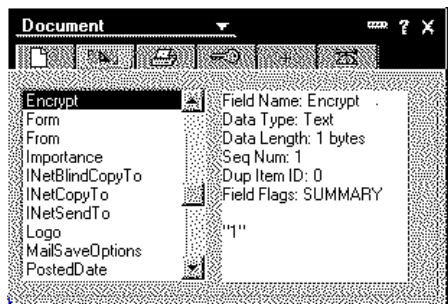 Document
?
Encrypt
Form
From
Importance
INetBlindCopyTo
INetCopyTo
INetSendTo
Logo
MailSaveOptions
PostedDate
Field Name: Encrypt
Data Type: Text
Data Length: 1 bytes
Seq Num: 1
Dup Item ID: 0
Field Flags: SUMMARY
"1"